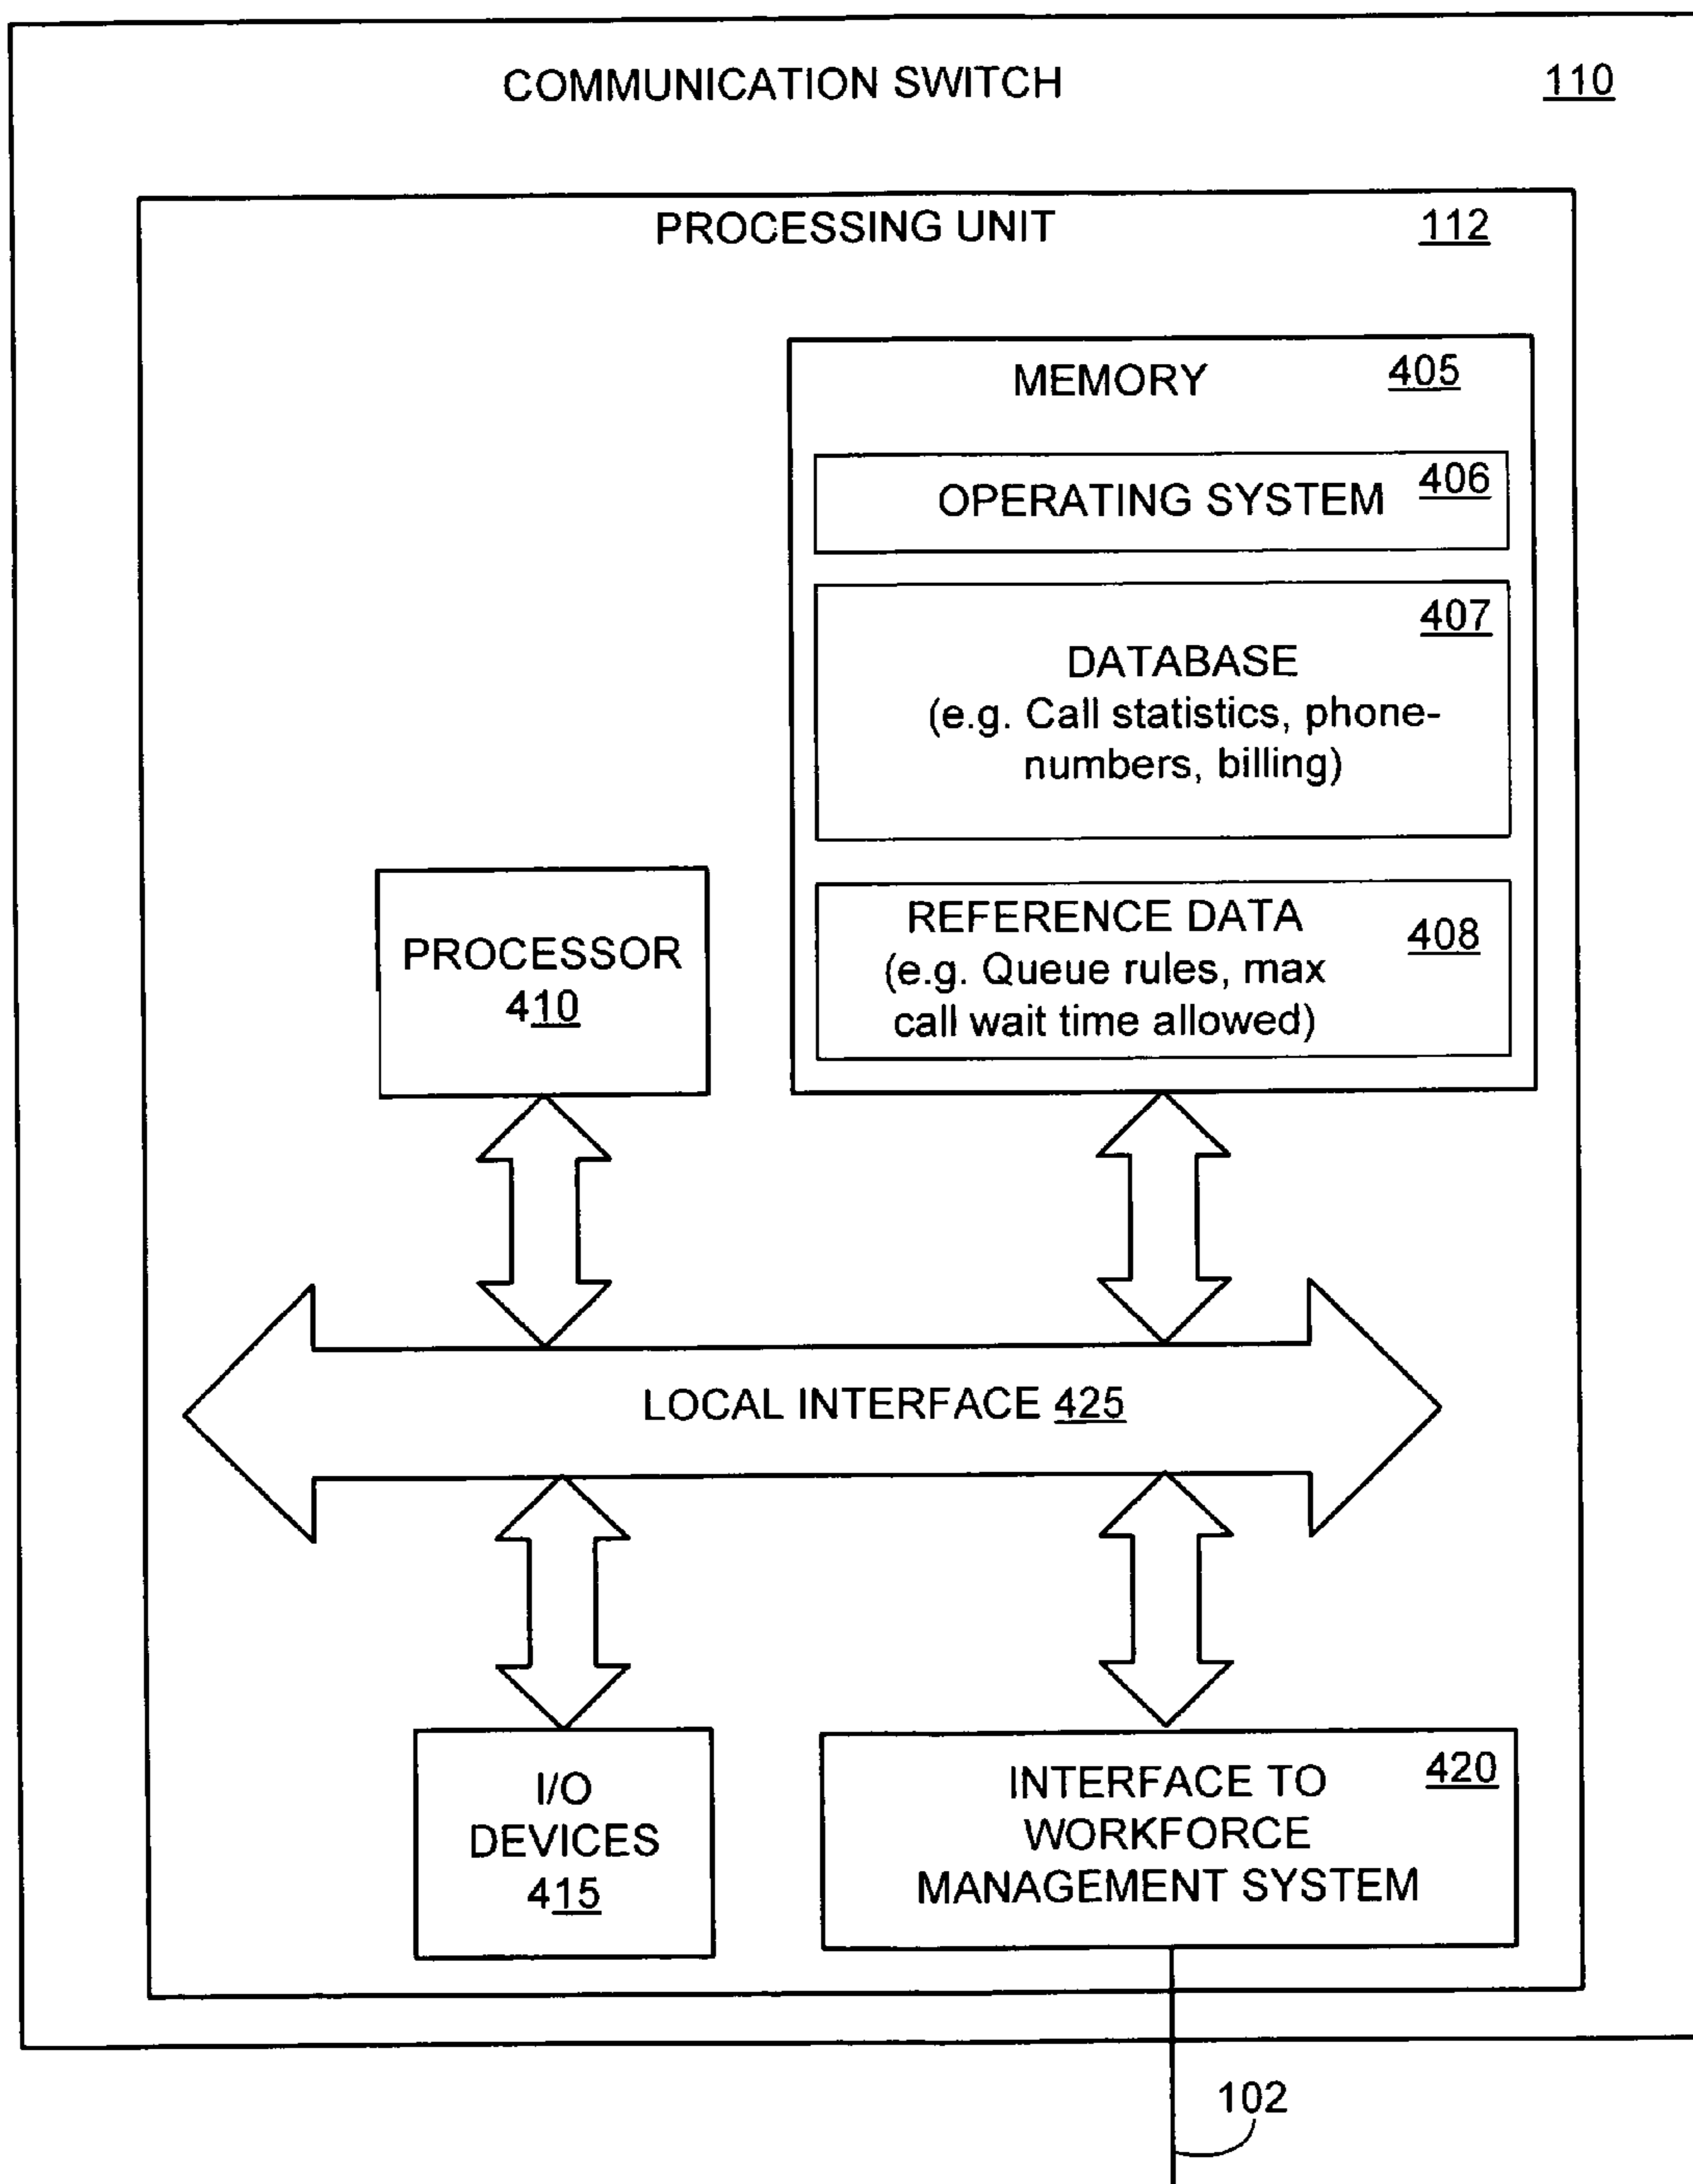 COMMUNICATION SWITCH 110
PROCESSING UNIT 112
MEMORY 405
OPERATING SYSTEM 406
407
DATABASE
(e.g. Call statistics, phone-
numbers, billing)
REFERENCE DATA 408
(e.g. Queue rules, max
call wait time allowed)
PROCESSOR
410
LOCAL INTERFACE 425
I/O
DEVICES
415
INTERFACE TO 420
WORKFORCE
MANAGEMENT SYSTEM
102